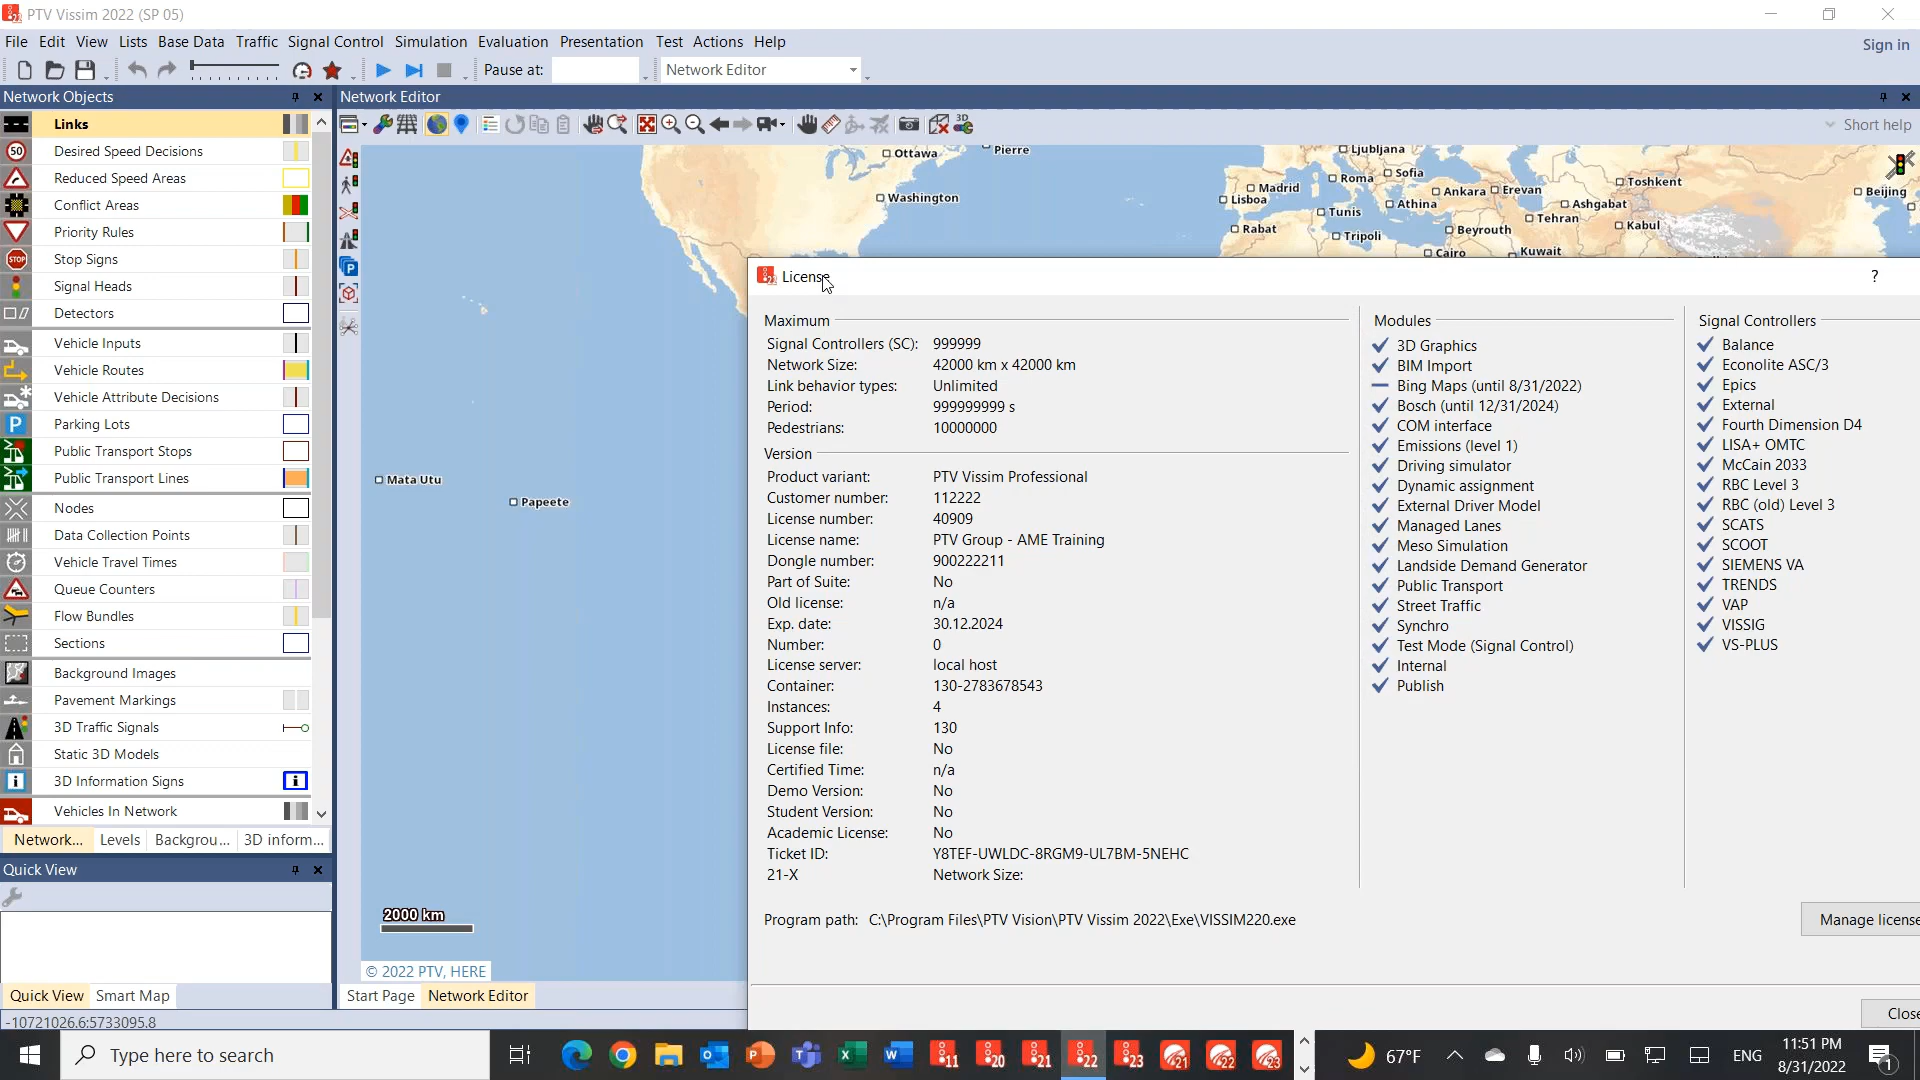 PTV Vissim 2022 (SP 05)
File Edit View Lists Base Data Traffic Signal Control Simulation Evaluation Presentation Test Actions Help
Sign in
Pause at:
Network Editor
Network Objects
Network Editor
Short help
Links
Desired Speed Decisions
Reduced Speed Areas
Conflict Areas
Priority Rules
Stop Signs
Signal Heads
Detectors
Vehicle Inputs
Vehicle Routes
Vehicle Attribute Decisions
Parking Lots
Public Transport Stops
Public Transport Lines
Nodes
Data Collection Points
Vehicle Travel Times
Queue Counters
Flow Bundles
Sections
Background Images
Pavement Markings
3D Traffic Signals
Static 3D Models
3D Information Signs
Vehicles In Network
Network... Levels Backgrou... 3D inform...
Quick View
Quick View Smart Map
-10721026.6:5733095.8
Ottawa
Pierre
Washington
Ljubljana
Madrid
Roma
Sofia
Lisboa
Ankara
Erevan
Toshkent
Beijing
Tunis
Athina
Ashgabat
Rabat
Tripoli
Beyrouth
Tehran
Kabul
Cairo
Kuwait
Mata Utu
Papeete
2000 km
© 2022 PTV, HERE
Start Page Network Editor
License
?
Maximum
Signal Controllers (SC): 999999
Network Size: 42000 km x 42000 km
Link behavior types: Unlimited
Period: 999999999 s
Pedestrians: 10000000
Version
Product variant: PTV Vissim Professional
Customer number: 112222
License number: 40909
License name: PTV Group - AME Training
Dongle number: 900222211
Part of Suite: No
Old license: n/a
Exp. date: 30.12.2024
Number: 0
License server: local host
Container: 130-2783678543
Instances: 4
Support Info: 130
License file: No
Certified Time: n/a
Demo Version: No
Student Version: No
Academic License: No
Ticket ID: Y8TEF-UWLDC-8RGM9-UL7BM-5NEHC
21-X Network Size:
Program path: C:\Program Files\PTV Vision\PTV Vissim 2022\Exe\VISSIM220.exe
Modules
3D Graphics
BIM Import
Bing Maps (until 8/31/2022)
Bosch (until 12/31/2024)
COM interface
Emissions (level 1)
Driving simulator
Dynamic assignment
External Driver Model
Managed Lanes
Meso Simulation
Landside Demand Generator
Public Transport
Street Traffic
Synchro
Test Mode (Signal Control)
Internal
Publish
Signal Controllers
Balance
Econolite ASC/3
Epics
External
Fourth Dimension D4
LISA+ OMTC
McCain 2033
RBC Level 3
RBC (old) Level 3
SCATS
SCOOT
SIEMENS VA
TRENDS
VAP
VISSIG
VS-PLUS
Manage license
Close
Type here to search
11 20 21 22 23 21 22 23
67°F
ENG
11:51 PM
8/31/2022
1